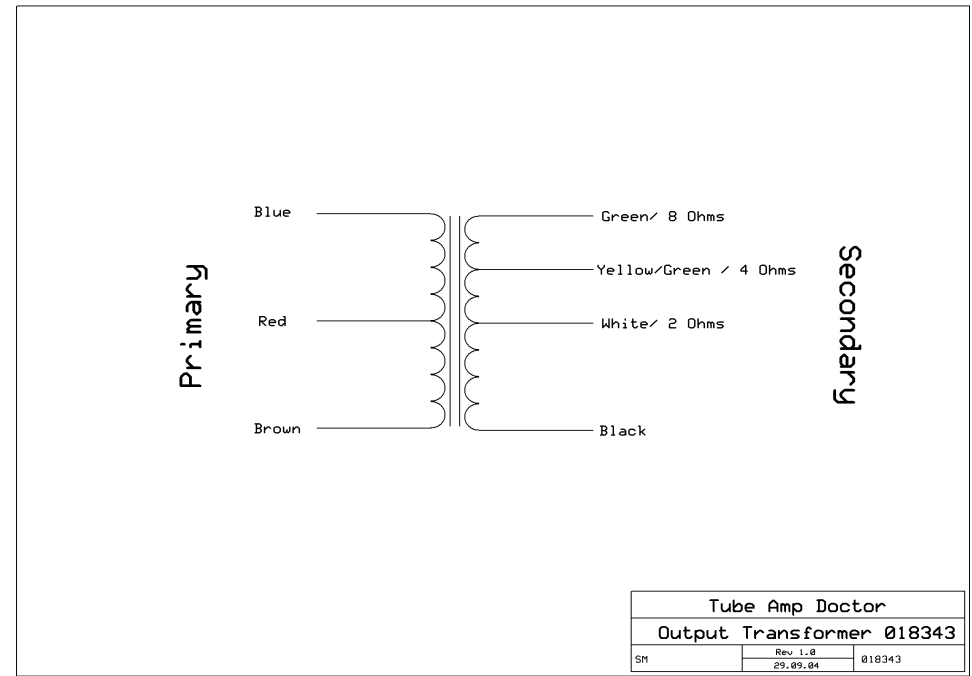 Blue
Green/ 8 Ohms
Yellow/Green / 4 Ohms
Primary
Secondary
Red
White/ 2 Ohms
Brown
Black
Tube Amp Doctor
Output Transformer 018343
SM
Rev 1.0
29.09.04
018343